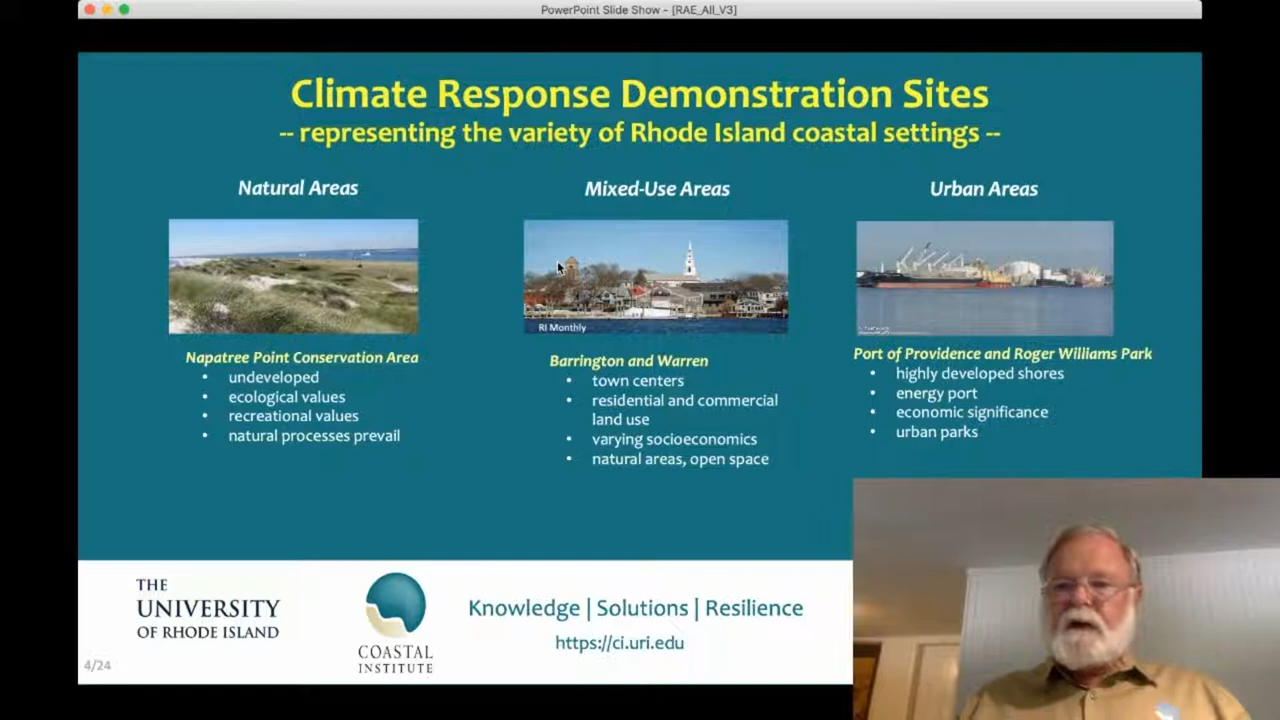 PowerPoint Slide Show - [RAE_All_V3]
Climate Response Demonstration Sites
-- representing the variety of Rhode Island coastal settings --
Natural Areas
Mixed-Use Areas
Urban Areas
RI Monthly
Napatree Point Conservation Area
• undeveloped
• ecological values
• recreational values
• natural processes prevail
Barrington and Warren
• town centers
• residential and commercial
land use
• varying socioeconomics
• natural areas, open space
Port of Providence and Roger Williams Park
• highly developed shores
• energy port
• economic significance
• urban parks
THE
UNIVERSITY
OF RHODE ISLAND
COASTAL
INSTITUTE
Knowledge | Solutions | Resilience
https://ci.uri.edu
4/24